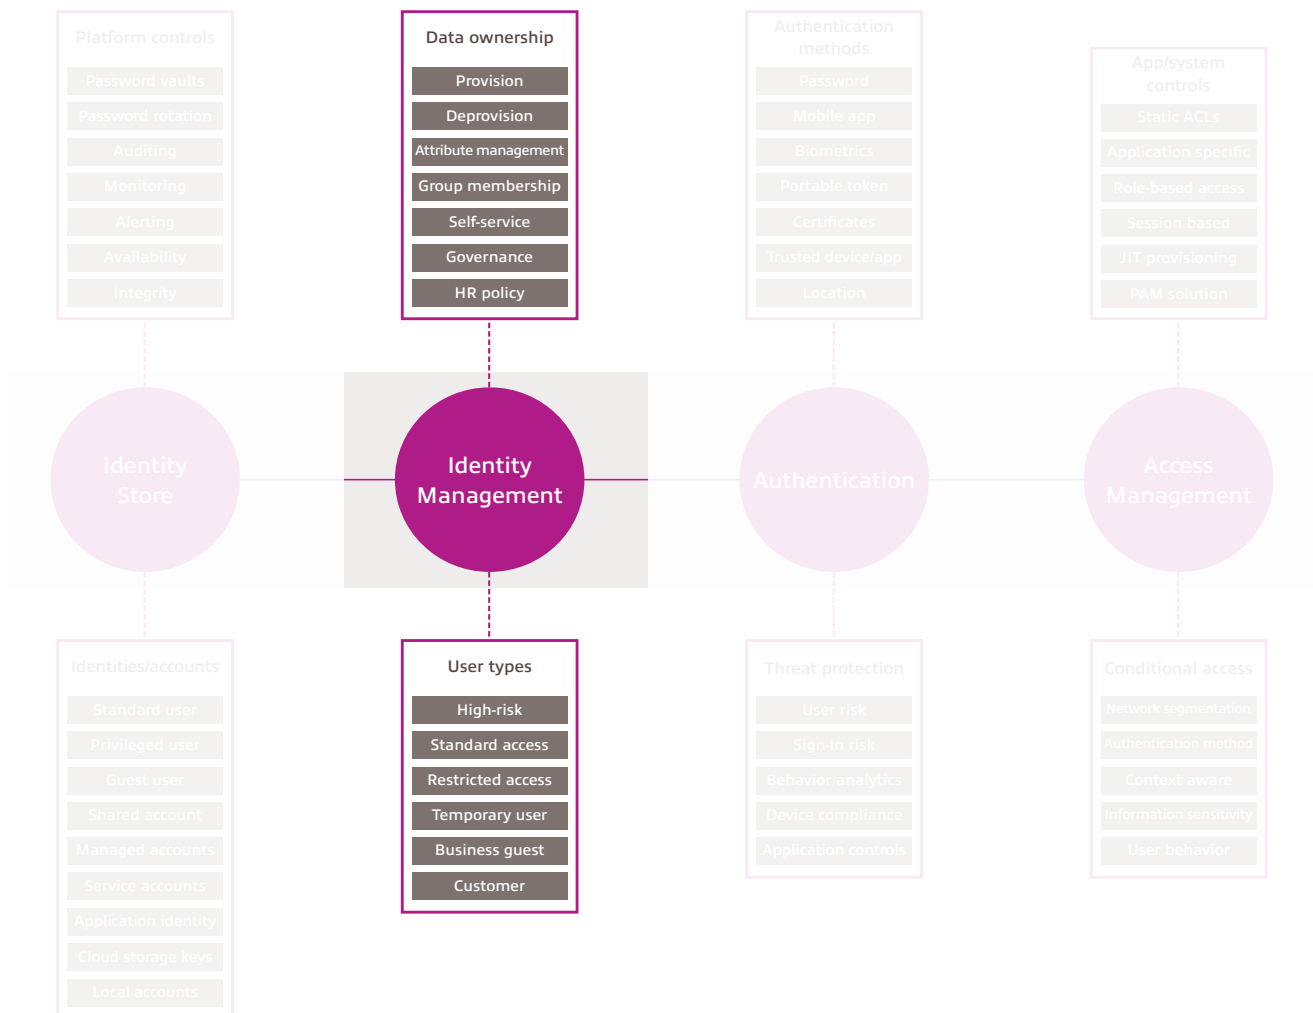 Platform controls
Password vaults
Password rotation
Auditing
Monitoring
Alerting
Availability
Integrity
Data ownership
Provision
Deprovision
Attribute management
Group membership
Self-service
Governance
HR policy
Authentication
methods
Password
Mobile app
Biometrics
Portable token
Certificates
Trusted device/app
Location
App/system
controls
Static ACLs
Application specific
Role-based access
Session based
JIT provisioning
PAM solution
Identity
Store
Identity
Management
Authentication
Access
Management
Identities/accounts
Standard user
Privileged user
Guest user
Shared account
Managed accounts
Service accounts
Application identity
Cloud storage keys
Local accounts
User types
High-risk
Standard access
Restricted access
Temporary user
Business guest
Customer
Threat protection
User risk
Sign-in risk
Behavior analytics
Device compliance
Application controls
Conditional access
Network segmentation
Authentication method
Context aware
Information sensitivity
User behavior